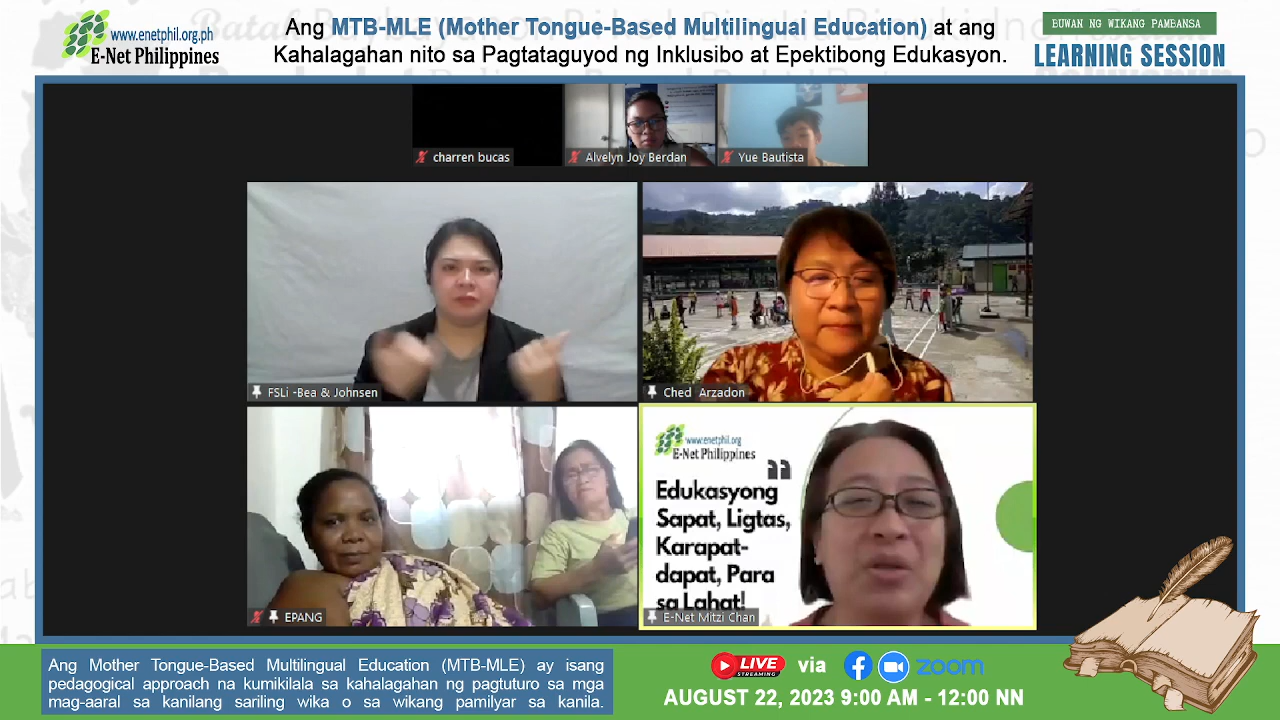 www.enetphil.org.ph
E-Net Philippines
Ang MTB-MLE (Mother Tongue-Based Multilingual Education) at ang
Kahalagahan nito sa Pagtataguyod ng Inklusibo at Epektibong Edukasyon.
BUWAN NG WIKANG PAMBANSA
LEARNING SESSION
charren bucas
Alvelyn Joy Berdan
Yue Bautista
FSLi -Bea & Johnsen
Ched Arzadon
EPANG
www.enetphil.org
E-Net Philippines
"
Edukasyong
Sapat, Ligtas,
Karapat-
dapat, Para
sa Lahat!
E-Net Mitzi Chan
Ang Mother Tongue-Based Multilingual Education (MTB-MLE) ay isang
pedagogical approach na kumikilala sa kahalagahan ng pagtuturo sa mga
mag-aaral sa kanilang sariling wika o sa wikang pamilyar sa kanila.
LIVE
STREAMING
via
zoom
AUGUST 22, 2023 9:00 AM - 12:00 NN